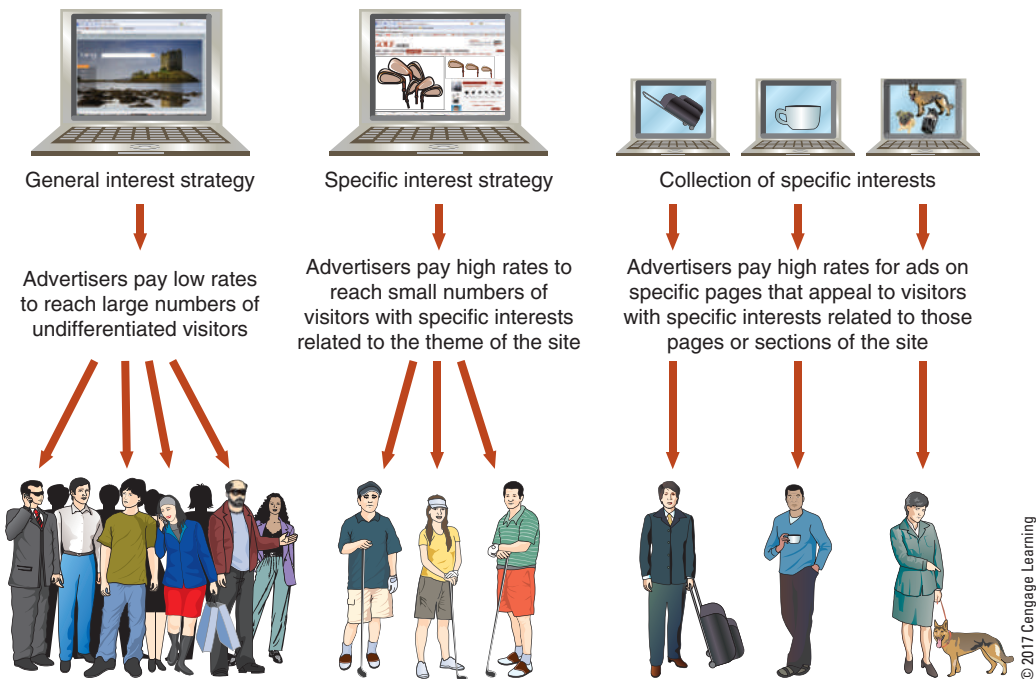 General interest strategy
Specific interest strategy
Collection of specific interests
Advertisers pay low rates
to reach large numbers of
undifferentiated visitors
Advertisers pay high rates to
reach small numbers of
visitors with specific interests
related to the theme of the site
Advertisers pay high rates for ads on
specific pages that appeal to visitors
with specific interests related to those
pages or sections of the site
© 2017 Cengage Learning